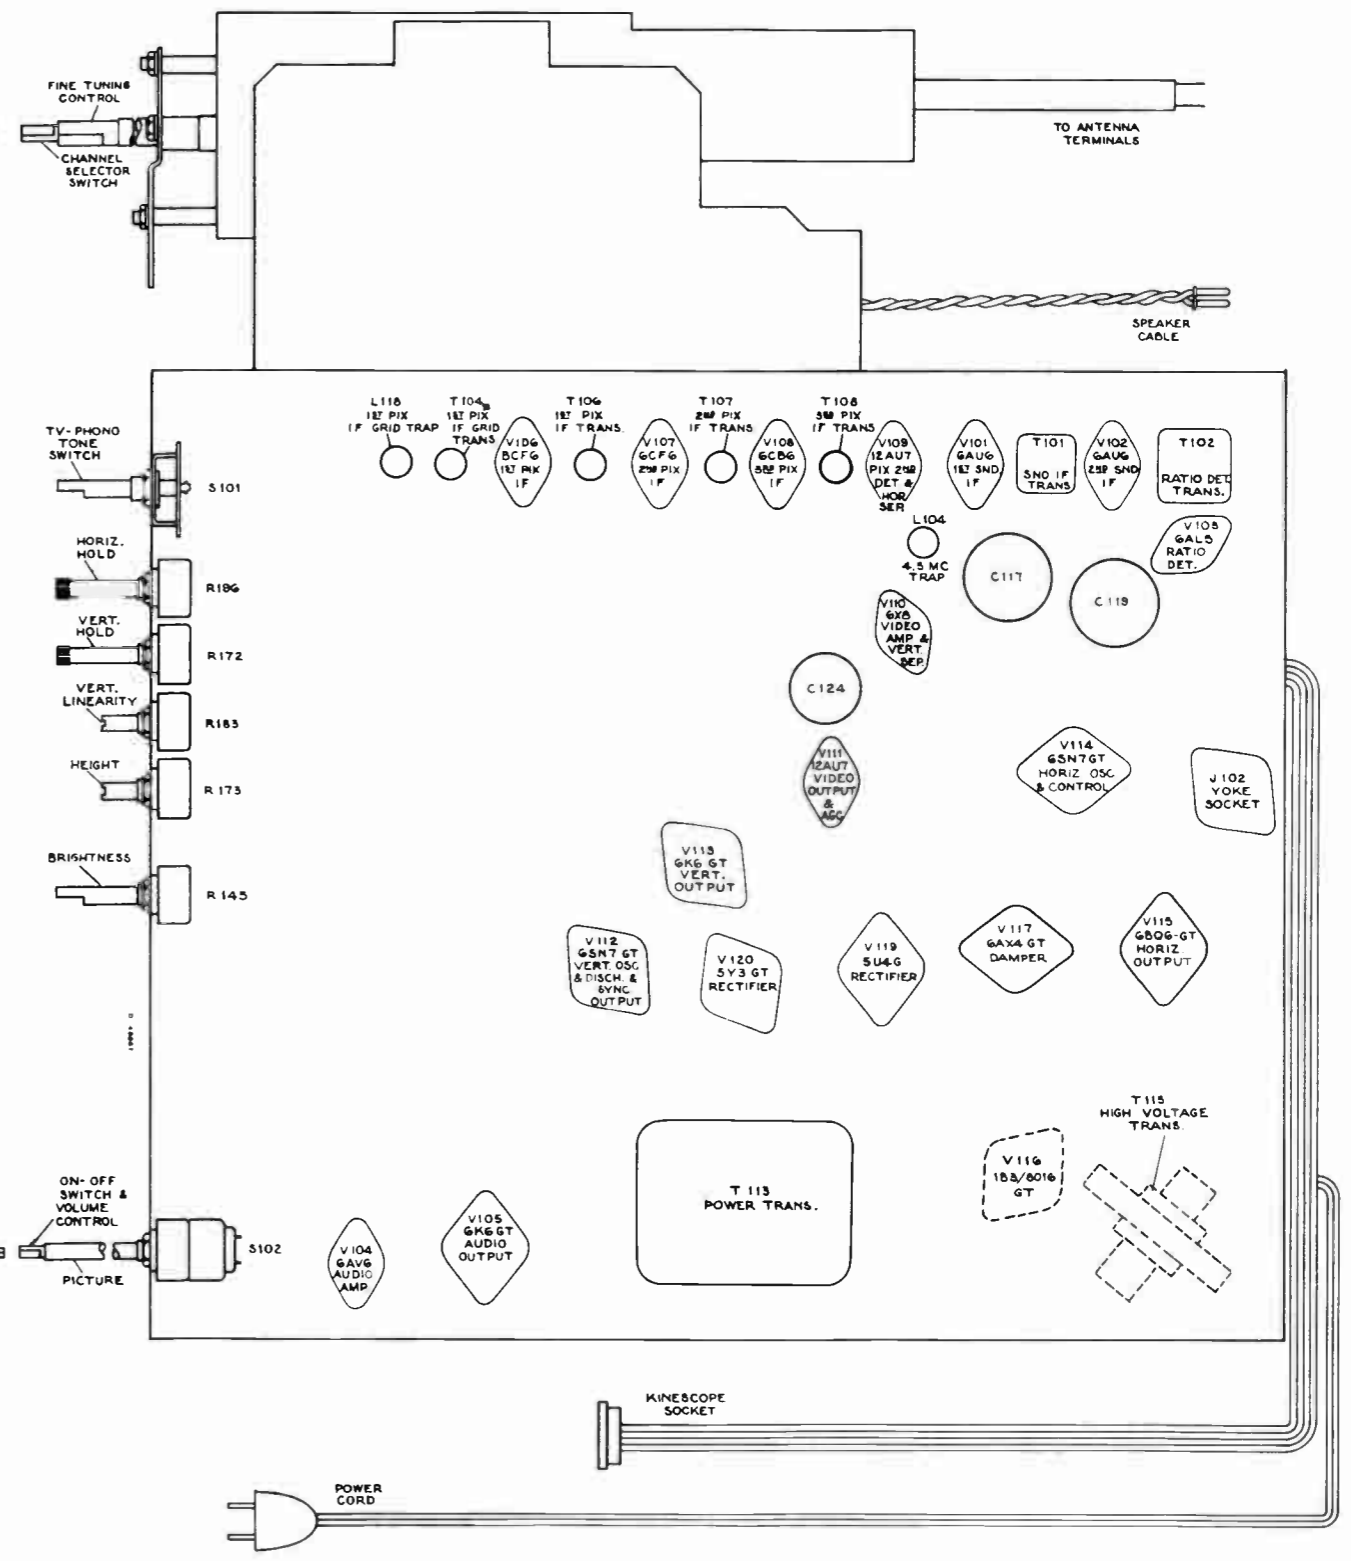 FINE TUNING
CONTROL
CHANNEL
SELECTOR
SWITCH
TO ANTENNA
TERMINALS
SPEAKER
CABLE
TV-PHONO
TONE
SWITCH
S101
HORIZ.
HOLD
R186
VERT.
HOLD
R172
VERT.
LINEARITY
R183
HEIGHT
R173
BRIGHTNESS
R145
L118
1ST PIX
IF GRID TRAP
T104
1ST PIX
IF GRID
TRANS
V106
6CF6
1ST PIX
IF
T106
1ST PIX
IF TRANS.
V107
6CF6
2ND PIX
IF
T107
2ND PIX
IF TRANS
V108
6CB6
3RD PIX
IF
T108
3RD PIX
IF TRANS
V109
12AU7
PIX 2ND
DET &
HOR
SEP.
V101
6AU6
1ST SND
IF
T101
SND IF
TRANS
V102
6AU6
2ND SND
IF
T102
RATIO DET.
TRANS.
V103
6AL5
RATIO
DET.
L104
4.5 MC
TRAP
C117
C119
V110
6X8
VIDEO
AMP &
VERT.
SEP.
C124
V111
12AU7
VIDEO
OUTPUT
&
AGC
V114
6SN7GT
HORIZ OSC
& CONTROL
J102
YOKE
SOCKET
V113
6K6 GT
VERT.
OUTPUT
V112
6SN7 GT
VERT. OSC
& DISCH. &
SYNC
OUTPUT
V120
5Y3 GT
RECTIFIER
V119
5U4G
RECTIFIER
V117
6AX4 GT
DAMPER
V115
6BQ6-GT
HORIZ.
OUTPUT
T115
HIGH VOLTAGE
TRANS.
V116
1B3/8016
GT
T113
POWER TRANS.
ON-OFF
SWITCH &
VOLUME
CONTROL
PICTURE
S102
V104
6AV6
AUDIO
AMP
V105
6K6 GT
AUDIO
OUTPUT
KINESCOPE
SOCKET
POWER
CORD